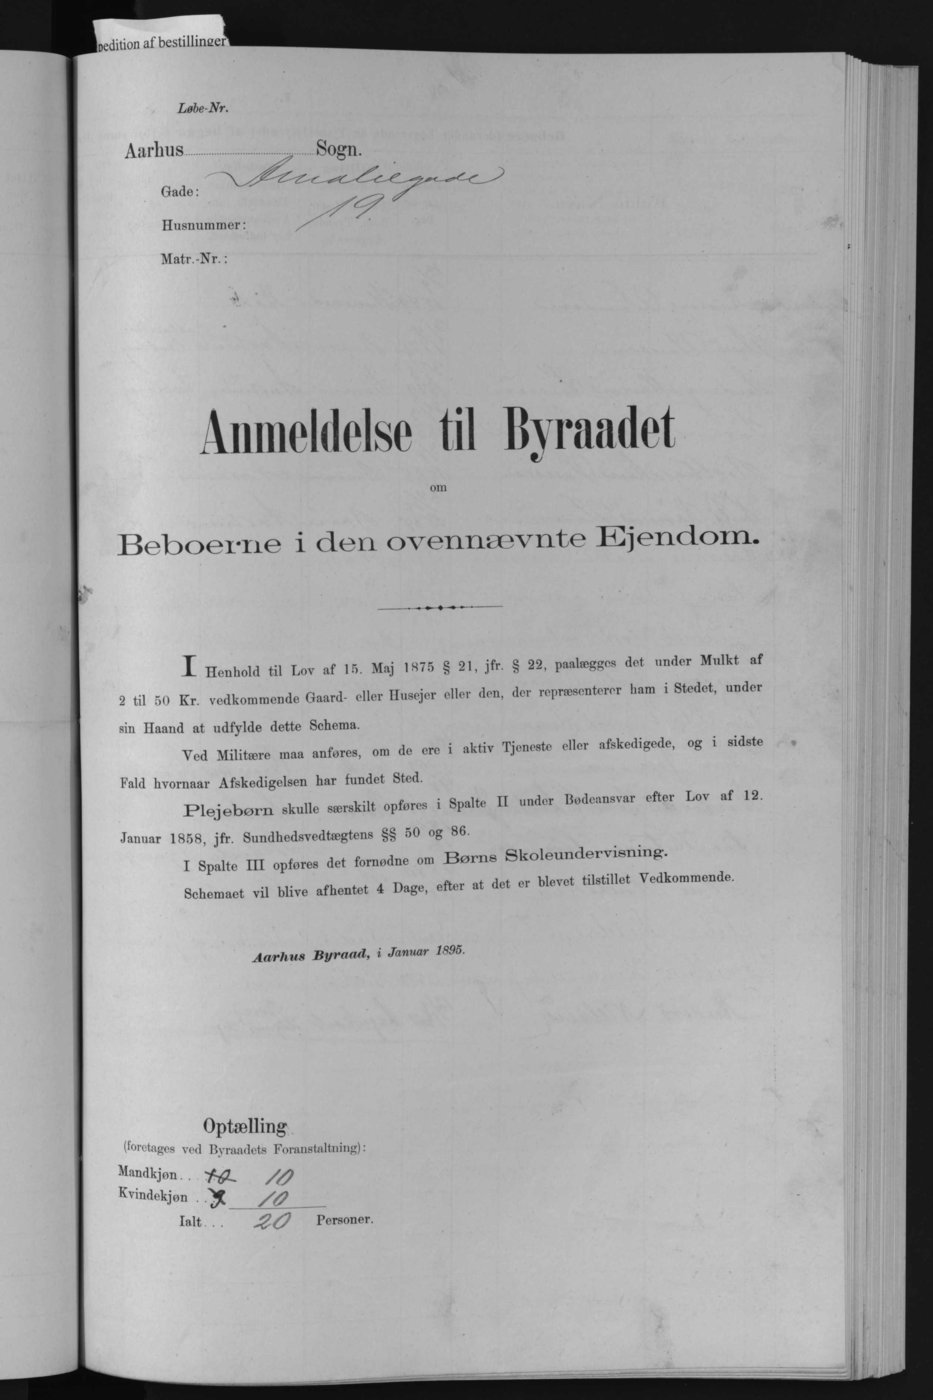 pedition af bestillinger
Løbe-Nr.
Aarhus Sogn.
Gade: Amaliegade
Husnummer: 19.
Matr.-Nr.:
Anmeldelse til Byraadet
om
Beboerne i den ovennævnte Ejendom.
I Henhold til Lov af 15. Maj 1875 § 21, jfr. § 22, paalægges det under Mulkt af
2 til 50 Kr. vedkommende Gaard- eller Husejer eller den, der repræsenterer ham i Stedet, under
sin Haand at udfylde dette Schema.
Ved Militære maa anføres, om de ere i aktiv Tjeneste eller afskedigede, og i sidste
Fald hvornaar Afskedigelsen har fundet Sted.
Plejebørn skulle særskilt opføres i Spalte II under Bødeansvar efter Lov af 12.
Januar 1858, jfr. Sundhedsvedtægtens §§ 50 og 86.
I Spalte III opføres det fornødne om Børns Skoleundervisning.
Schemaet vil blive afhentet 4 Dage, efter at det er blevet tilstillet Vedkommende.
Aarhus Byraad, i Januar 1895.
Optælling
(foretages ved Byraadets Foranstaltning):
Mandkjøn... 10 10
Kvindekjøn .. 9 10
Ialt... 20 Personer.